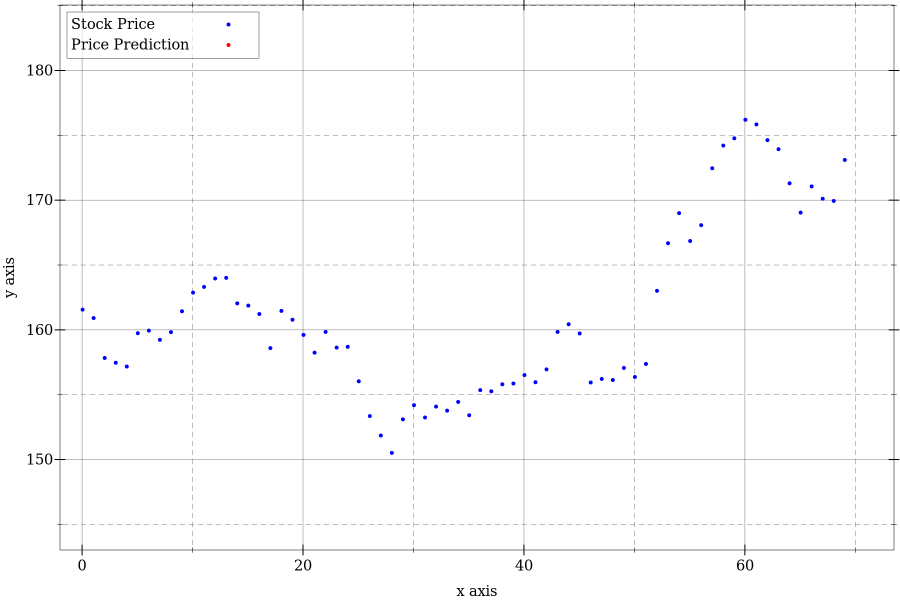 Stock Price
Price Prediction
180
170
160
150
y axis
0 20 40 60
x axis